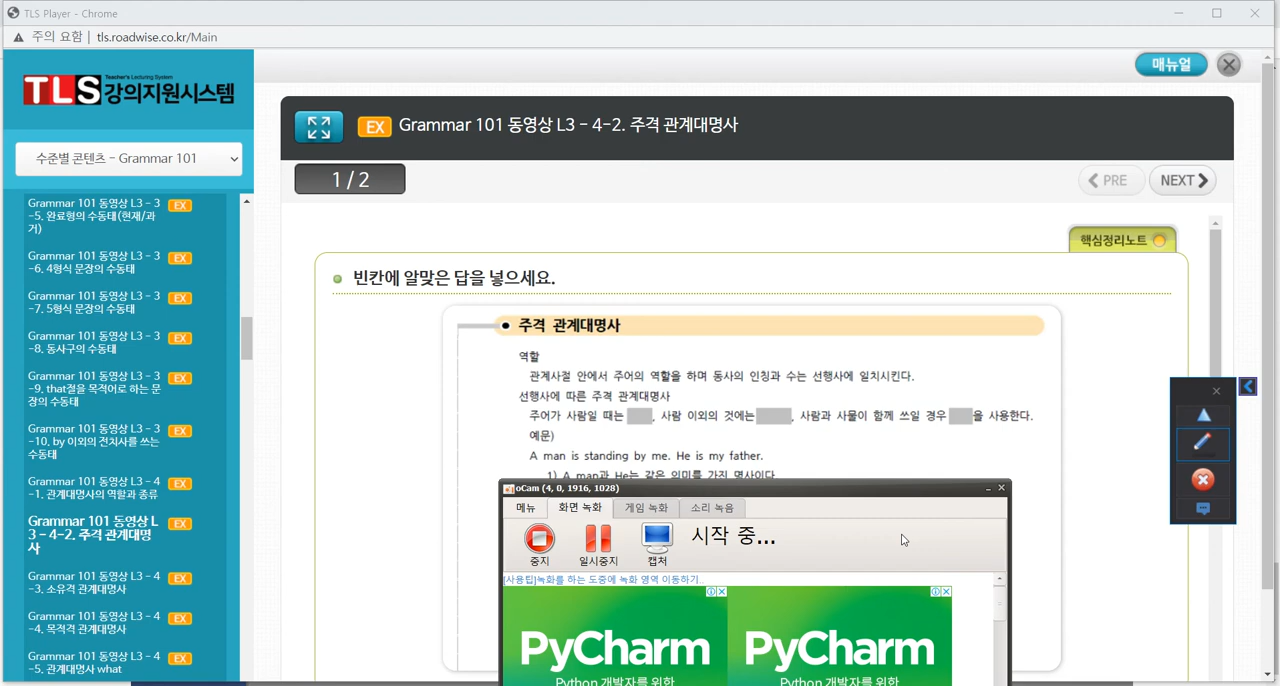 TLS Player - Chrome
주의 요함 | tls.roadwise.co.kr/Main
TLS Teacher's Lecturing System 강의지원시스템
매뉴얼
수준별 콘텐츠 - Grammar 101
EX Grammar 101 동영상 L3 - 4-2. 주격 관계대명사
1 / 2
PRE
NEXT
Grammar 101 동영상 L3 - 3
-5. 완료형의 수동태(현재/과
거)
EX
Grammar 101 동영상 L3 - 3
-6. 4형식 문장의 수동태
EX
Grammar 101 동영상 L3 - 3
-7. 5형식 문장의 수동태
EX
Grammar 101 동영상 L3 - 3
-8. 동사구의 수동태
EX
Grammar 101 동영상 L3 - 3
-9. that절을 목적어로 하는 문
장의 수동태
EX
Grammar 101 동영상 L3 - 3
-10. by 이외의 전치사를 쓰는
수동태
EX
Grammar 101 동영상 L3 - 4
-1. 관계대명사의 역할과 종류
EX
Grammar 101 동영상 L
3 - 4-2. 주격 관계대명
사
EX
Grammar 101 동영상 L3 - 4
-3. 소유격 관계대명사
EX
Grammar 101 동영상 L3 - 4
-4. 목적격 관계대명사
EX
Grammar 101 동영상 L3 - 4
-5. 관계대명사 what
EX
핵심정리노트
빈칸에 알맞은 답을 넣으세요.
주격 관계대명사
역할
관계사절 안에서 주어의 역할을 하며 동사의 인칭과 수는 선행사에 일치시킨다.
선행사에 따른 주격 관계대명사
주어가 사람일 때는 , 사람 이외의 것에는 , 사람과 사물이 함께 쓰일 경우 을 사용한다.
예문)
A man is standing by me. He is my father.
1) A man과 He는 같은 의미를 가진 명사이다
oCam (4, 0, 1916, 1028)
메뉴 화면 녹화 게임 녹화 소리 녹음
중지 일시중지 캡처 시작 중...
[사용팁]녹화를 하는 도중에 녹화 영역 이동하기..
PyCharm PyCharm
Python 개발자를 위한 Python 개발자를 위한